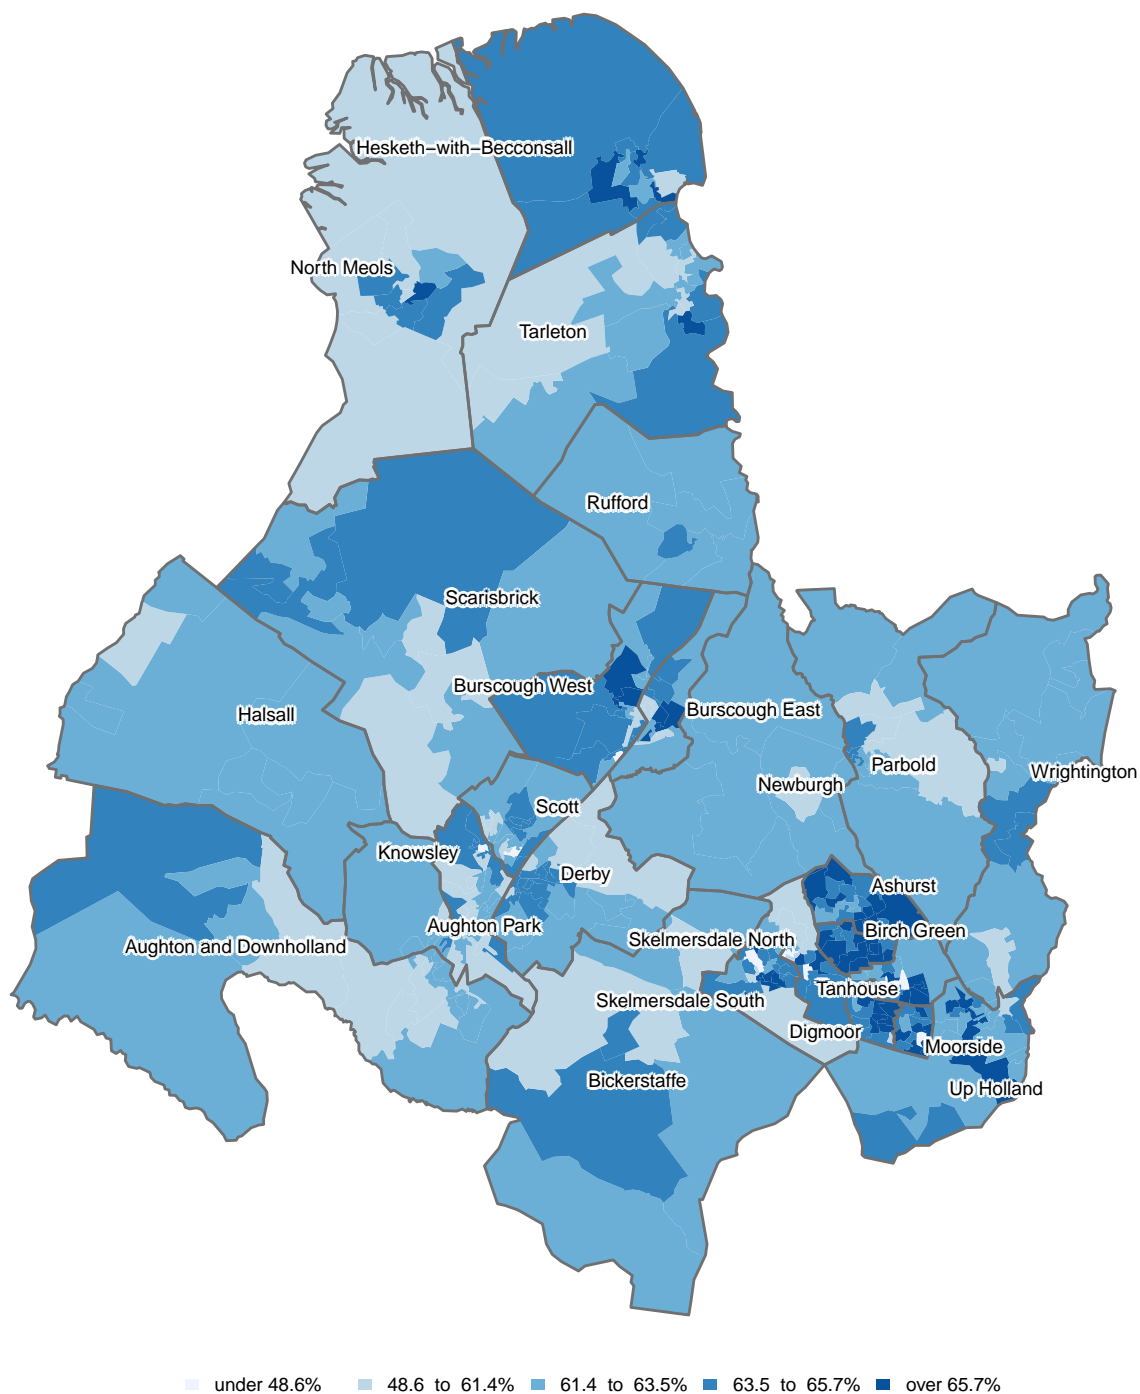 Hesketh−with−Becconsall
North Meols
Tarleton
Rufford
Scarisbrick
Burscough West
Burscough East
Halsall
Parbold
Wrightington
Newburgh
Scott
Knowsley
Derby
Ashurst
Aughton Park
Birch Green
Skelmersdale North
Aughton and Downholland
Tanhouse
Skelmersdale South
Digmoor
Moorside
Bickerstaffe
Up Holland
under 48.6% 48.6 to 61.4% 61.4 to 63.5% 63.5 to 65.7% over 65.7%